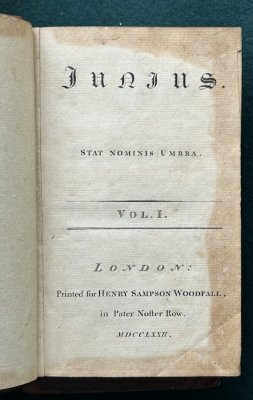 JUNIUS.
STAT NOMINIS UMBRA.
VOL. I.
LONDON:
Printed for HENRY SAMPSON WOODFALL,
in Pater Noſter Row.
MDCCLXXII.